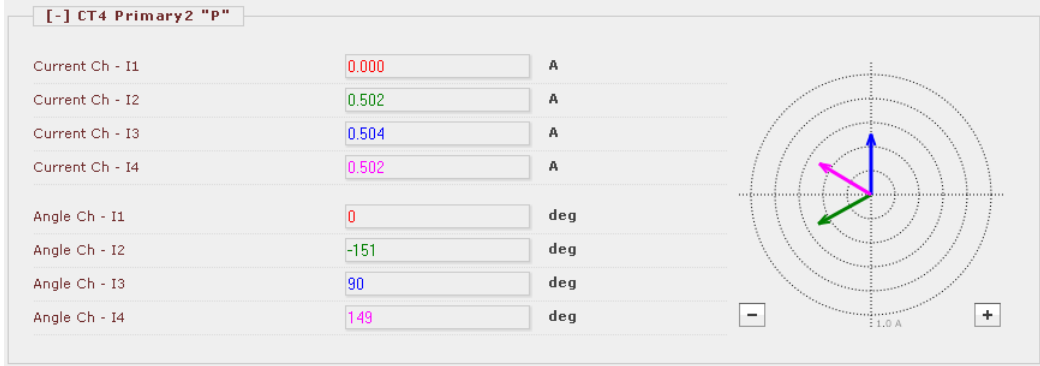 [-] CT4 Primary2 "P"
Current Ch - I1 0.000 A
Current Ch - I2 0.502 A
Current Ch - I3 0.504 A
Current Ch - I4 0.502 A
Angle Ch - I1 0 deg
Angle Ch - I2 -151 deg
Angle Ch - I3 90 deg
Angle Ch - I4 149 deg
- 1.0 A +